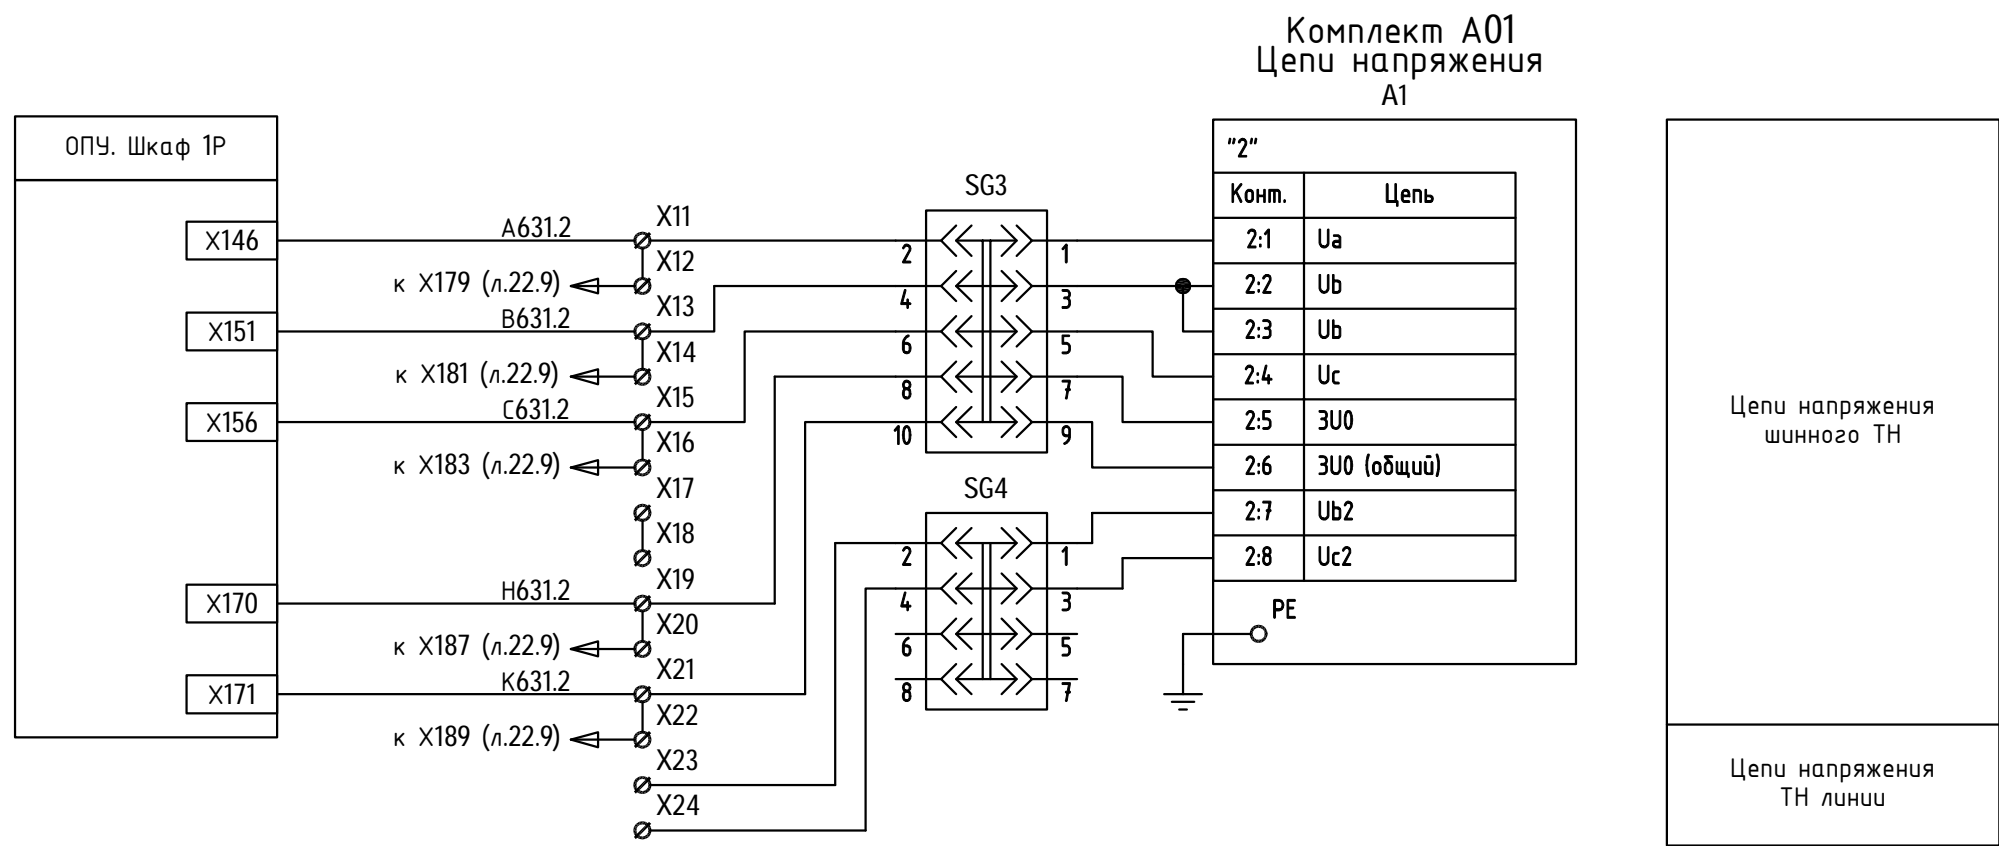 Комплект А01
Цепи напряжения
А1
ОПУ. Шкаф 1Р
X146
X151
X156
X170
X171
А631.2
к X179 (л.22.9)
В631.2
к X181 (л.22.9)
С631.2
к X183 (л.22.9)
Н631.2
к X187 (л.22.9)
К631.2
к X189 (л.22.9)
X11
X12
X13
X14
X15
X16
X17
X18
X19
X20
X21
X22
X23
X24
SG3
2 1
4 3
6 5
8 7
10 9
SG4
2 1
4 3
6 5
8 7
"2"
Конт. Цепь
2:1 Ua
2:2 Ub
2:3 Ub
2:4 Uc
2:5 3U0
2:6 3U0 (общий)
2:7 Ub2
2:8 Uc2
PE
Цепи напряжения
шинного ТН
Цепи напряжения
ТН линии